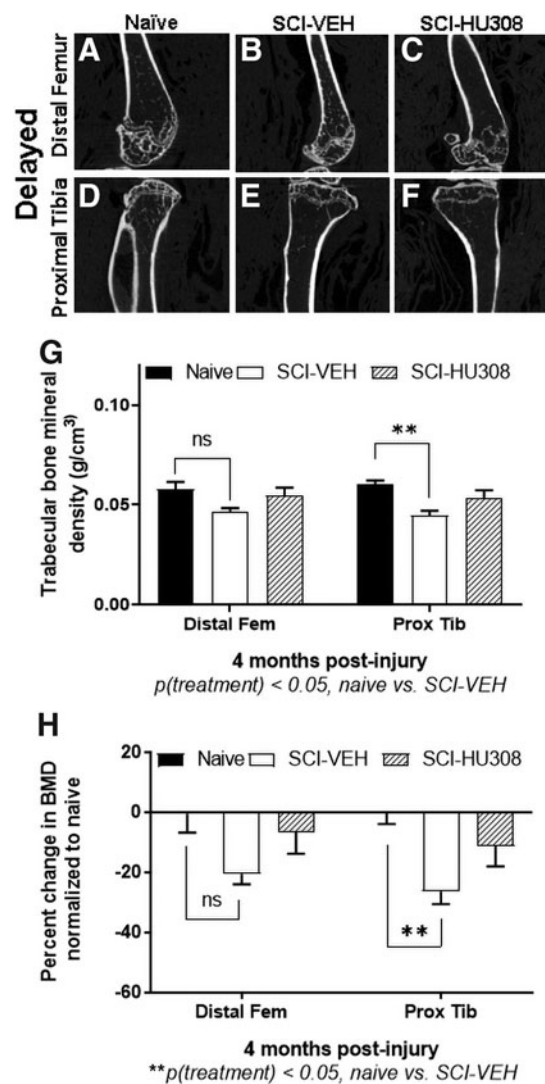 Naïve SCI-VEH SCI-HU308
Delayed
Distal Femur
A B C
Proximal Tibia
D E F
G
Naive SCI-VEH SCI-HU308
Trabecular bone mineral
density (g/cm³)
0.10
0.05
0.00
ns
**
Distal Fem Prox Tib
4 months post-injury
p(treatment) < 0.05, naive vs. SCI-VEH
H
Naive SCI-VEH SCI-HU308
Percent change in BMD
normalized to naive
20
0
-20
-40
-60
ns
**
Distal Fem Prox Tib
4 months post-injury
**p(treatment) < 0.05, naive vs. SCI-VEH